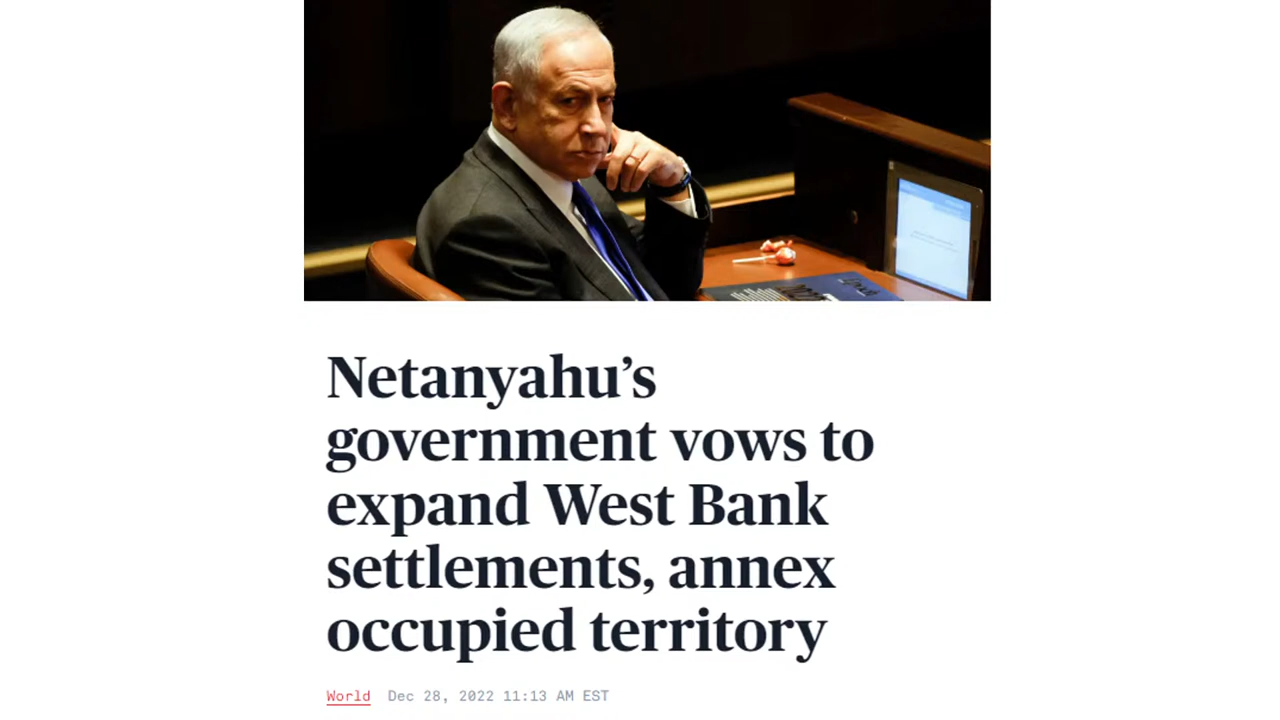 Netanyahu’s
government vows to
expand West Bank
settlements, annex
occupied territory
World Dec 28, 2022 11:13 AM EST